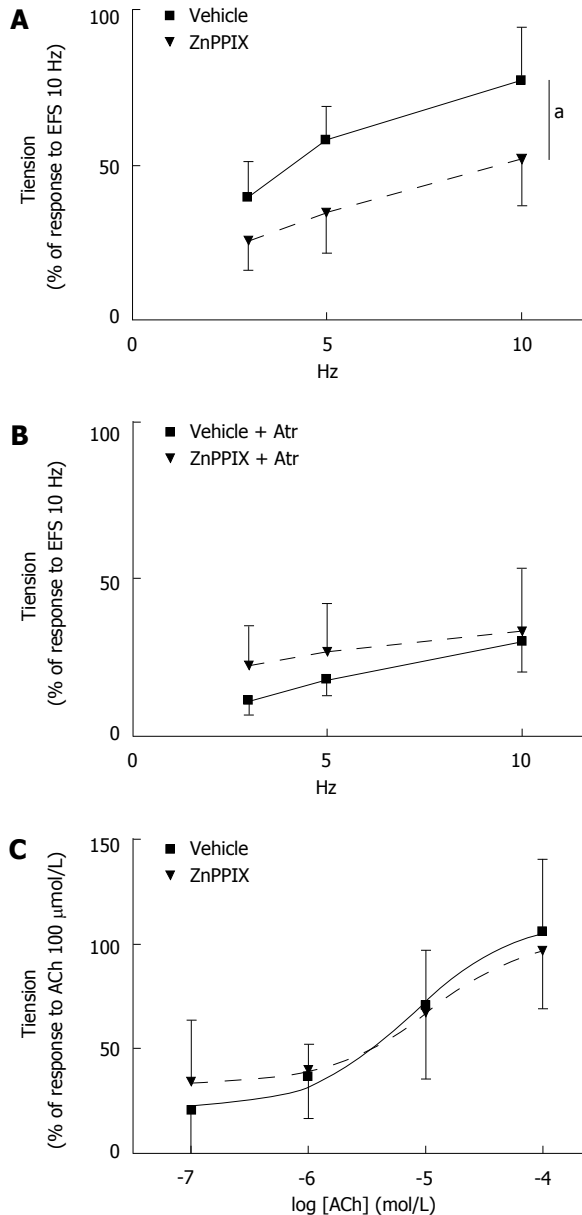 A
Vehicle
ZnPPIX
100
50
0
Tiension
(% of response to EFS 10 Hz)
a
0 5 10
Hz
B
Vehicle + Atr
ZnPPIX + Atr
100
50
0
Tiension
(% of response to EFS 10 Hz)
0 5 10
Hz
C
Vehicle
ZnPPIX
150
100
50
0
Tiension
(% of response to ACh 100 μmol/L)
-7 -6 -5 -4
log [ACh] (mol/L)